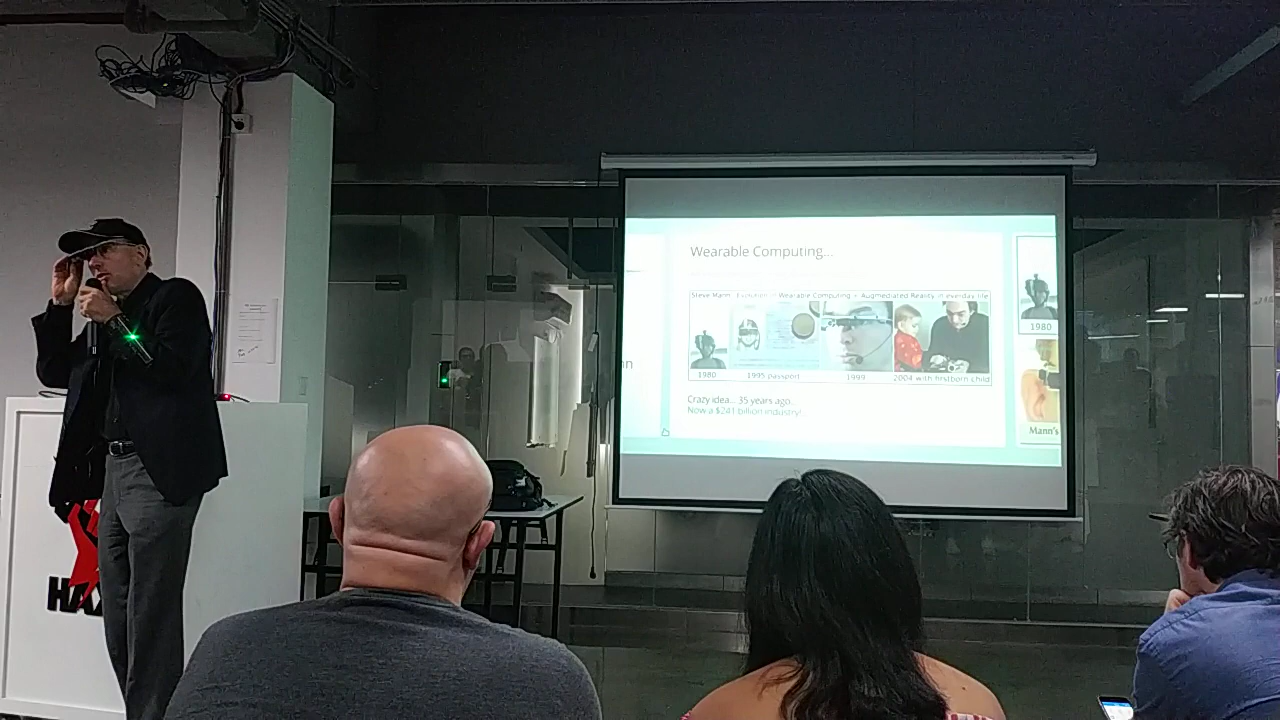 Wearable Computing...
Steve Mann: Evolution of Wearable Computing + Augmediated Reality in everyday life
1980
1995 passport
1999
2004 with firstborn child
Crazy idea... 35 years ago.
Now a $241 billion industry!
1980
Mann's
HAX